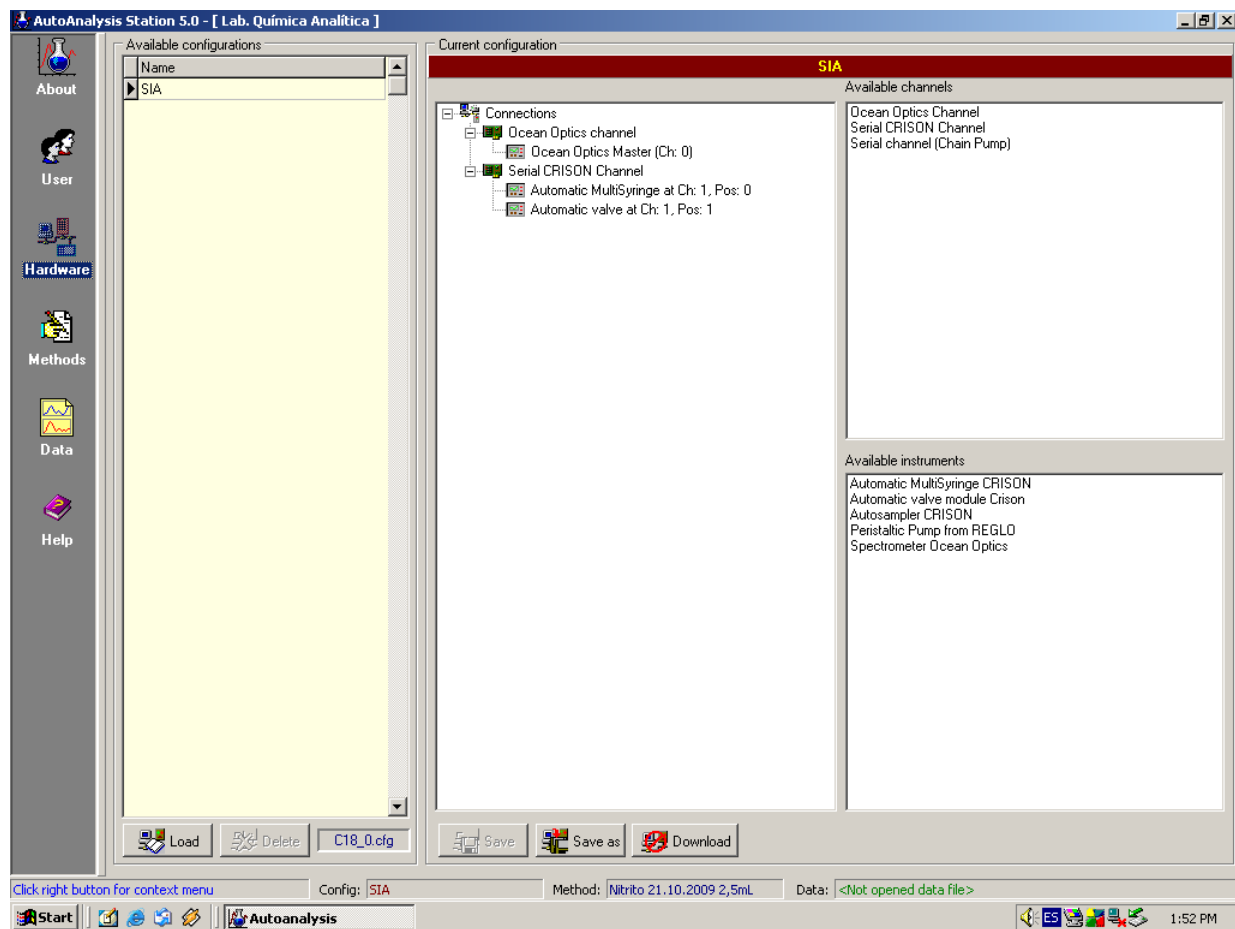 AutoAnalysis Station 5.0 - [ Lab. Química Analítica ]
About
User
Hardware
Methods
Data
Help
Available configurations
Name
SIA
Load
Delete
C18_0.cfg
Current configuration
SIA
Connections
Ocean Optics channel
Ocean Optics Master (Ch: 0)
Serial CRISON Channel
Automatic MultiSyringe at Ch: 1, Pos: 0
Automatic valve at Ch: 1, Pos: 1
Available channels
Ocean Optics Channel
Serial CRISON Channel
Serial channel (Chain Pump)
Available instruments
Automatic MultiSyringe CRISON
Automatic valve module Crison
Autosampler CRISON
Peristaltic Pump from REGLO
Spectrometer Ocean Optics
Save
Save as
Download
Click right button for context menu
Config: SIA
Method: Nitrito 21.10.2009 2,5mL
Data: <Not opened data file>
Start
Autoanalysis
ES
1:52 PM